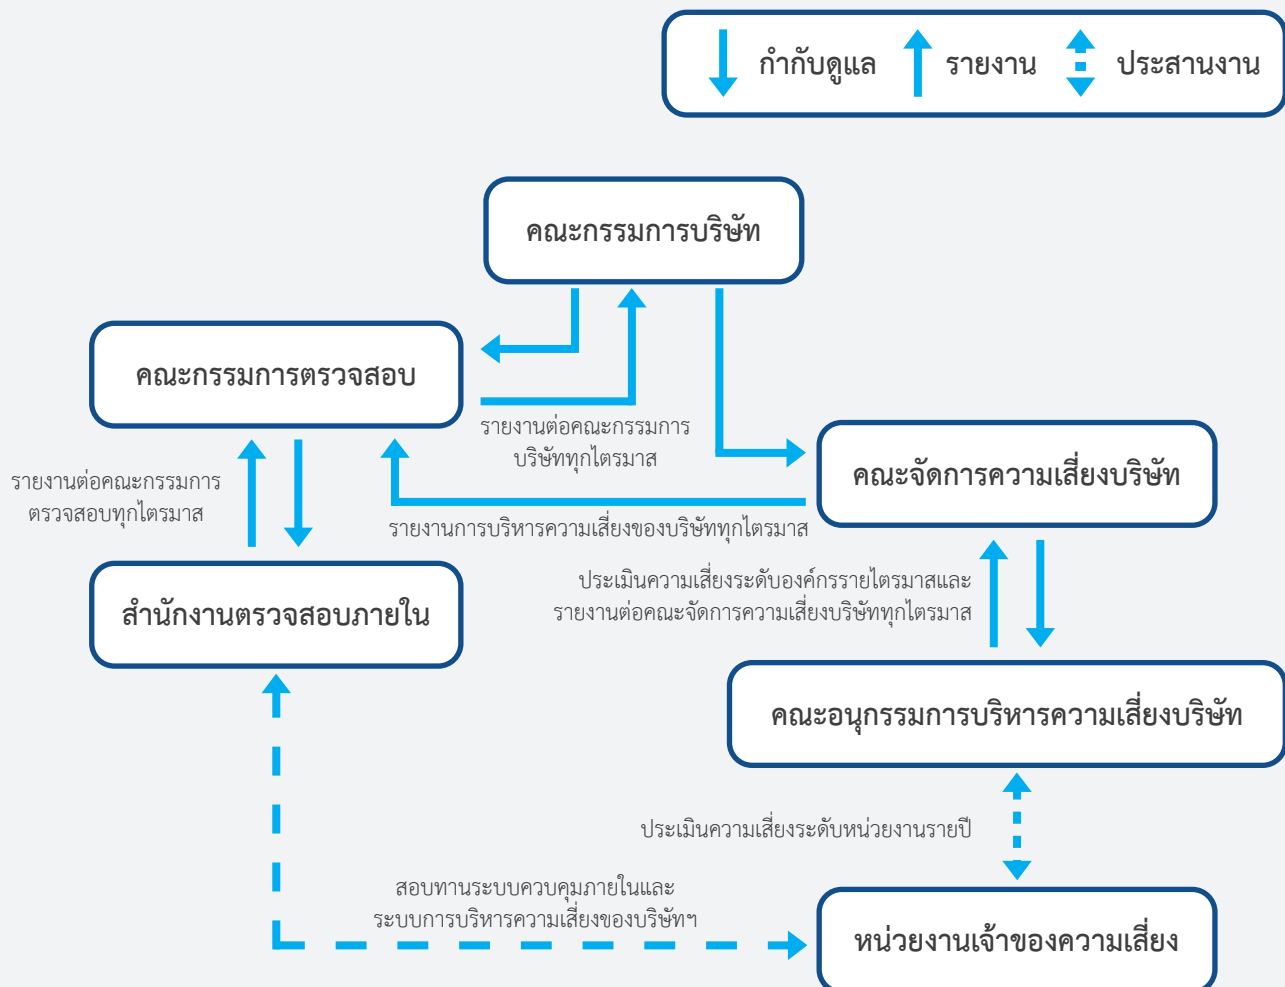 กำกับดูแล รายงาน ประสานงาน
คณะกรรมการบริษัท
คณะกรรมการตรวจสอบ
รายงานต่อคณะกรรมการ
บริษัททุกไตรมาส
คณะจัดการความเสี่ยงบริษัท
รายงานต่อคณะกรรมการ
ตรวจสอบทุกไตรมาส
รายงานการบริหารความเสี่ยงของบริษัททุกไตรมาส
ประเมินความเสี่ยงระดับองค์กรรายไตรมาสและ
รายงานต่อคณะจัดการความเสี่ยงบริษัททุกไตรมาส
สำนักงานตรวจสอบภายใน
คณะอนุกรรมการบริหารความเสี่ยงบริษัท
ประเมินความเสี่ยงระดับหน่วยงานรายปี
สอบทานระบบควบคุมภายในและ
ระบบการบริหารความเสี่ยงของบริษัทฯ
หน่วยงานเจ้าของความเสี่ยง